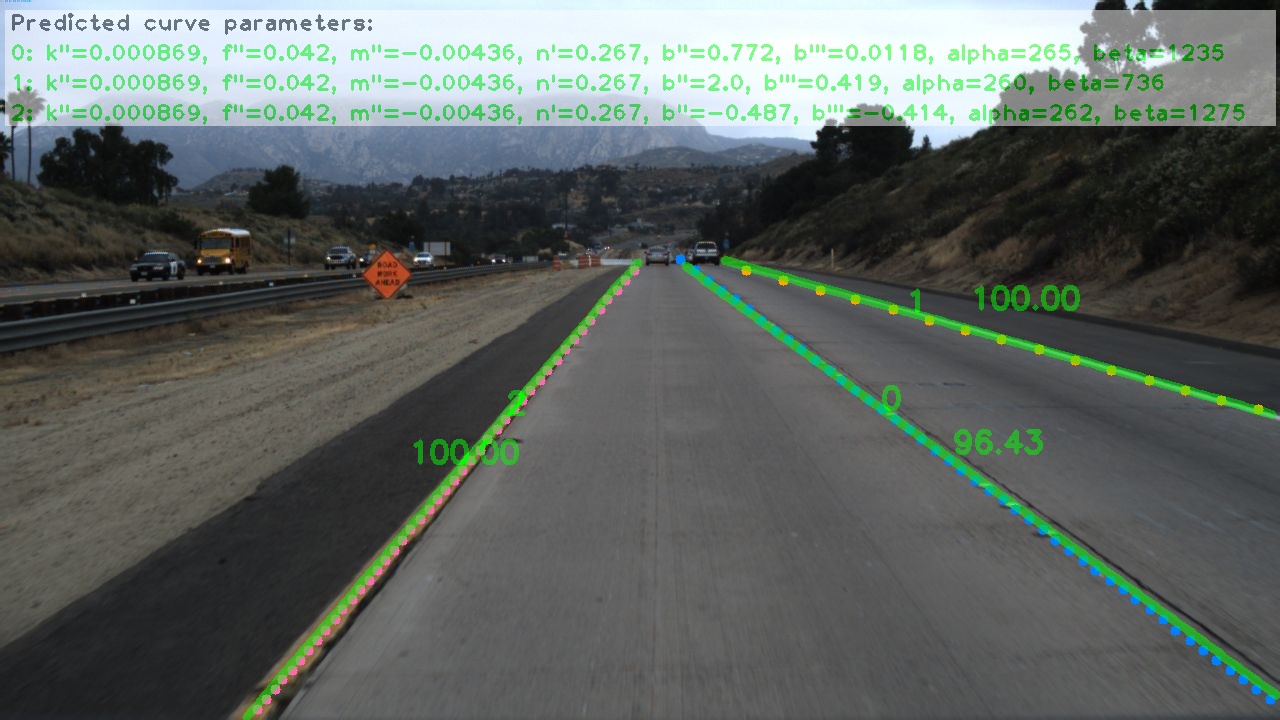 Predicted curve parameters:
0: k''=0.000869, f''=0.042, m''=-0.00436, n'=0.267, b''=0.772, b'''=0.0118, alpha=265, beta=1235
1: k''=0.000869, f''=0.042, m''=-0.00436, n'=0.267, b''=2.0, b'''=0.419, alpha=260, beta=736
2: k''=0.000869, f''=0.042, m''=-0.00436, n'=0.267, b''=-0.487, b'''=-0.414, alpha=262, beta=1275
ROAD
WORK
AHEAD
1 100.00
2
0
100.00
96.43